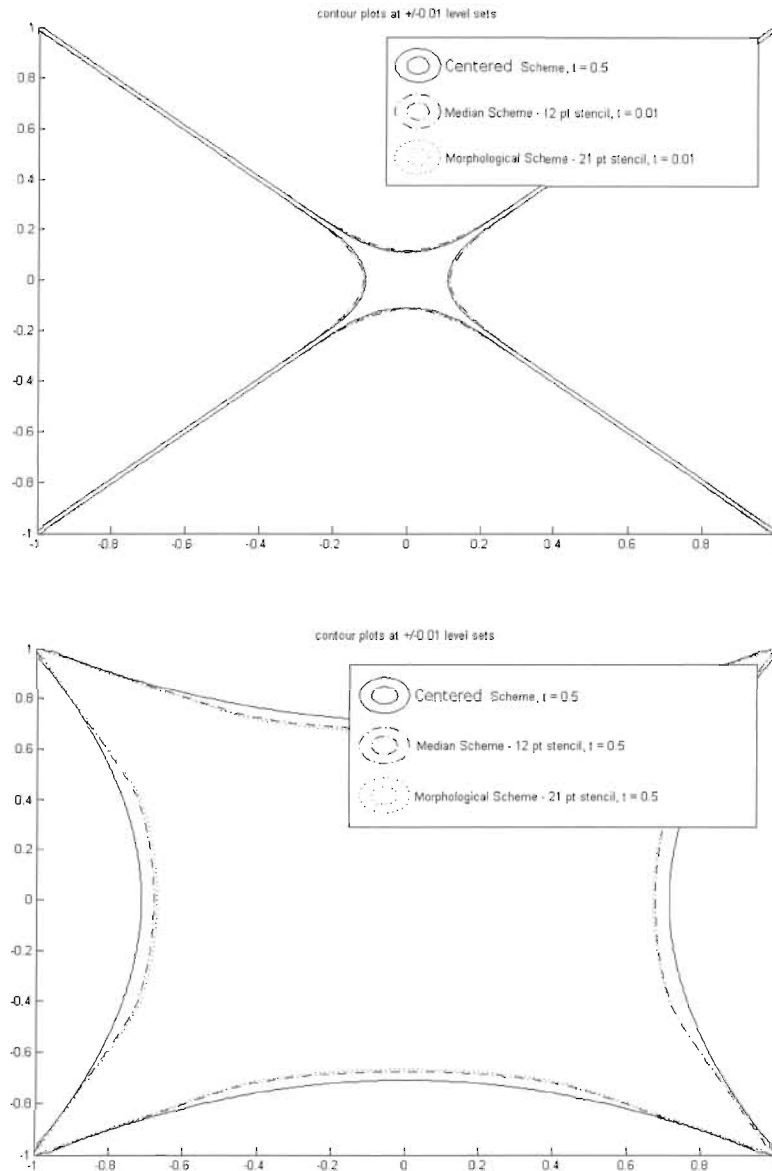 contour plots at +/-0.01 level sets
1
0.8
0.6
0.4
0.2
0
-0.2
-0.4
-0.6
-0.8
-1
-1 -0.8 -0.6 -0.4 -0.2 0 0.2 0.4 0.6 0.8
Centered Scheme, t = 0.5
Median Scheme - 12 pt stencil, t = 0.01
Morphological Scheme - 21 pt stencil, t = 0.01
contour plots at +/-0.01 level sets
1
0.8
0.6
0.4
0.2
0
-0.2
-0.4
-0.6
-0.8
-1
-1 -0.8 -0.6 -0.4 -0.2 0 0.2 0.4 0.6 0.8
Centered Scheme, t = 0.5
Median Scheme - 12 pt stencil, t = 0.5
Morphological Scheme - 21 pt stencil, t = 0.5